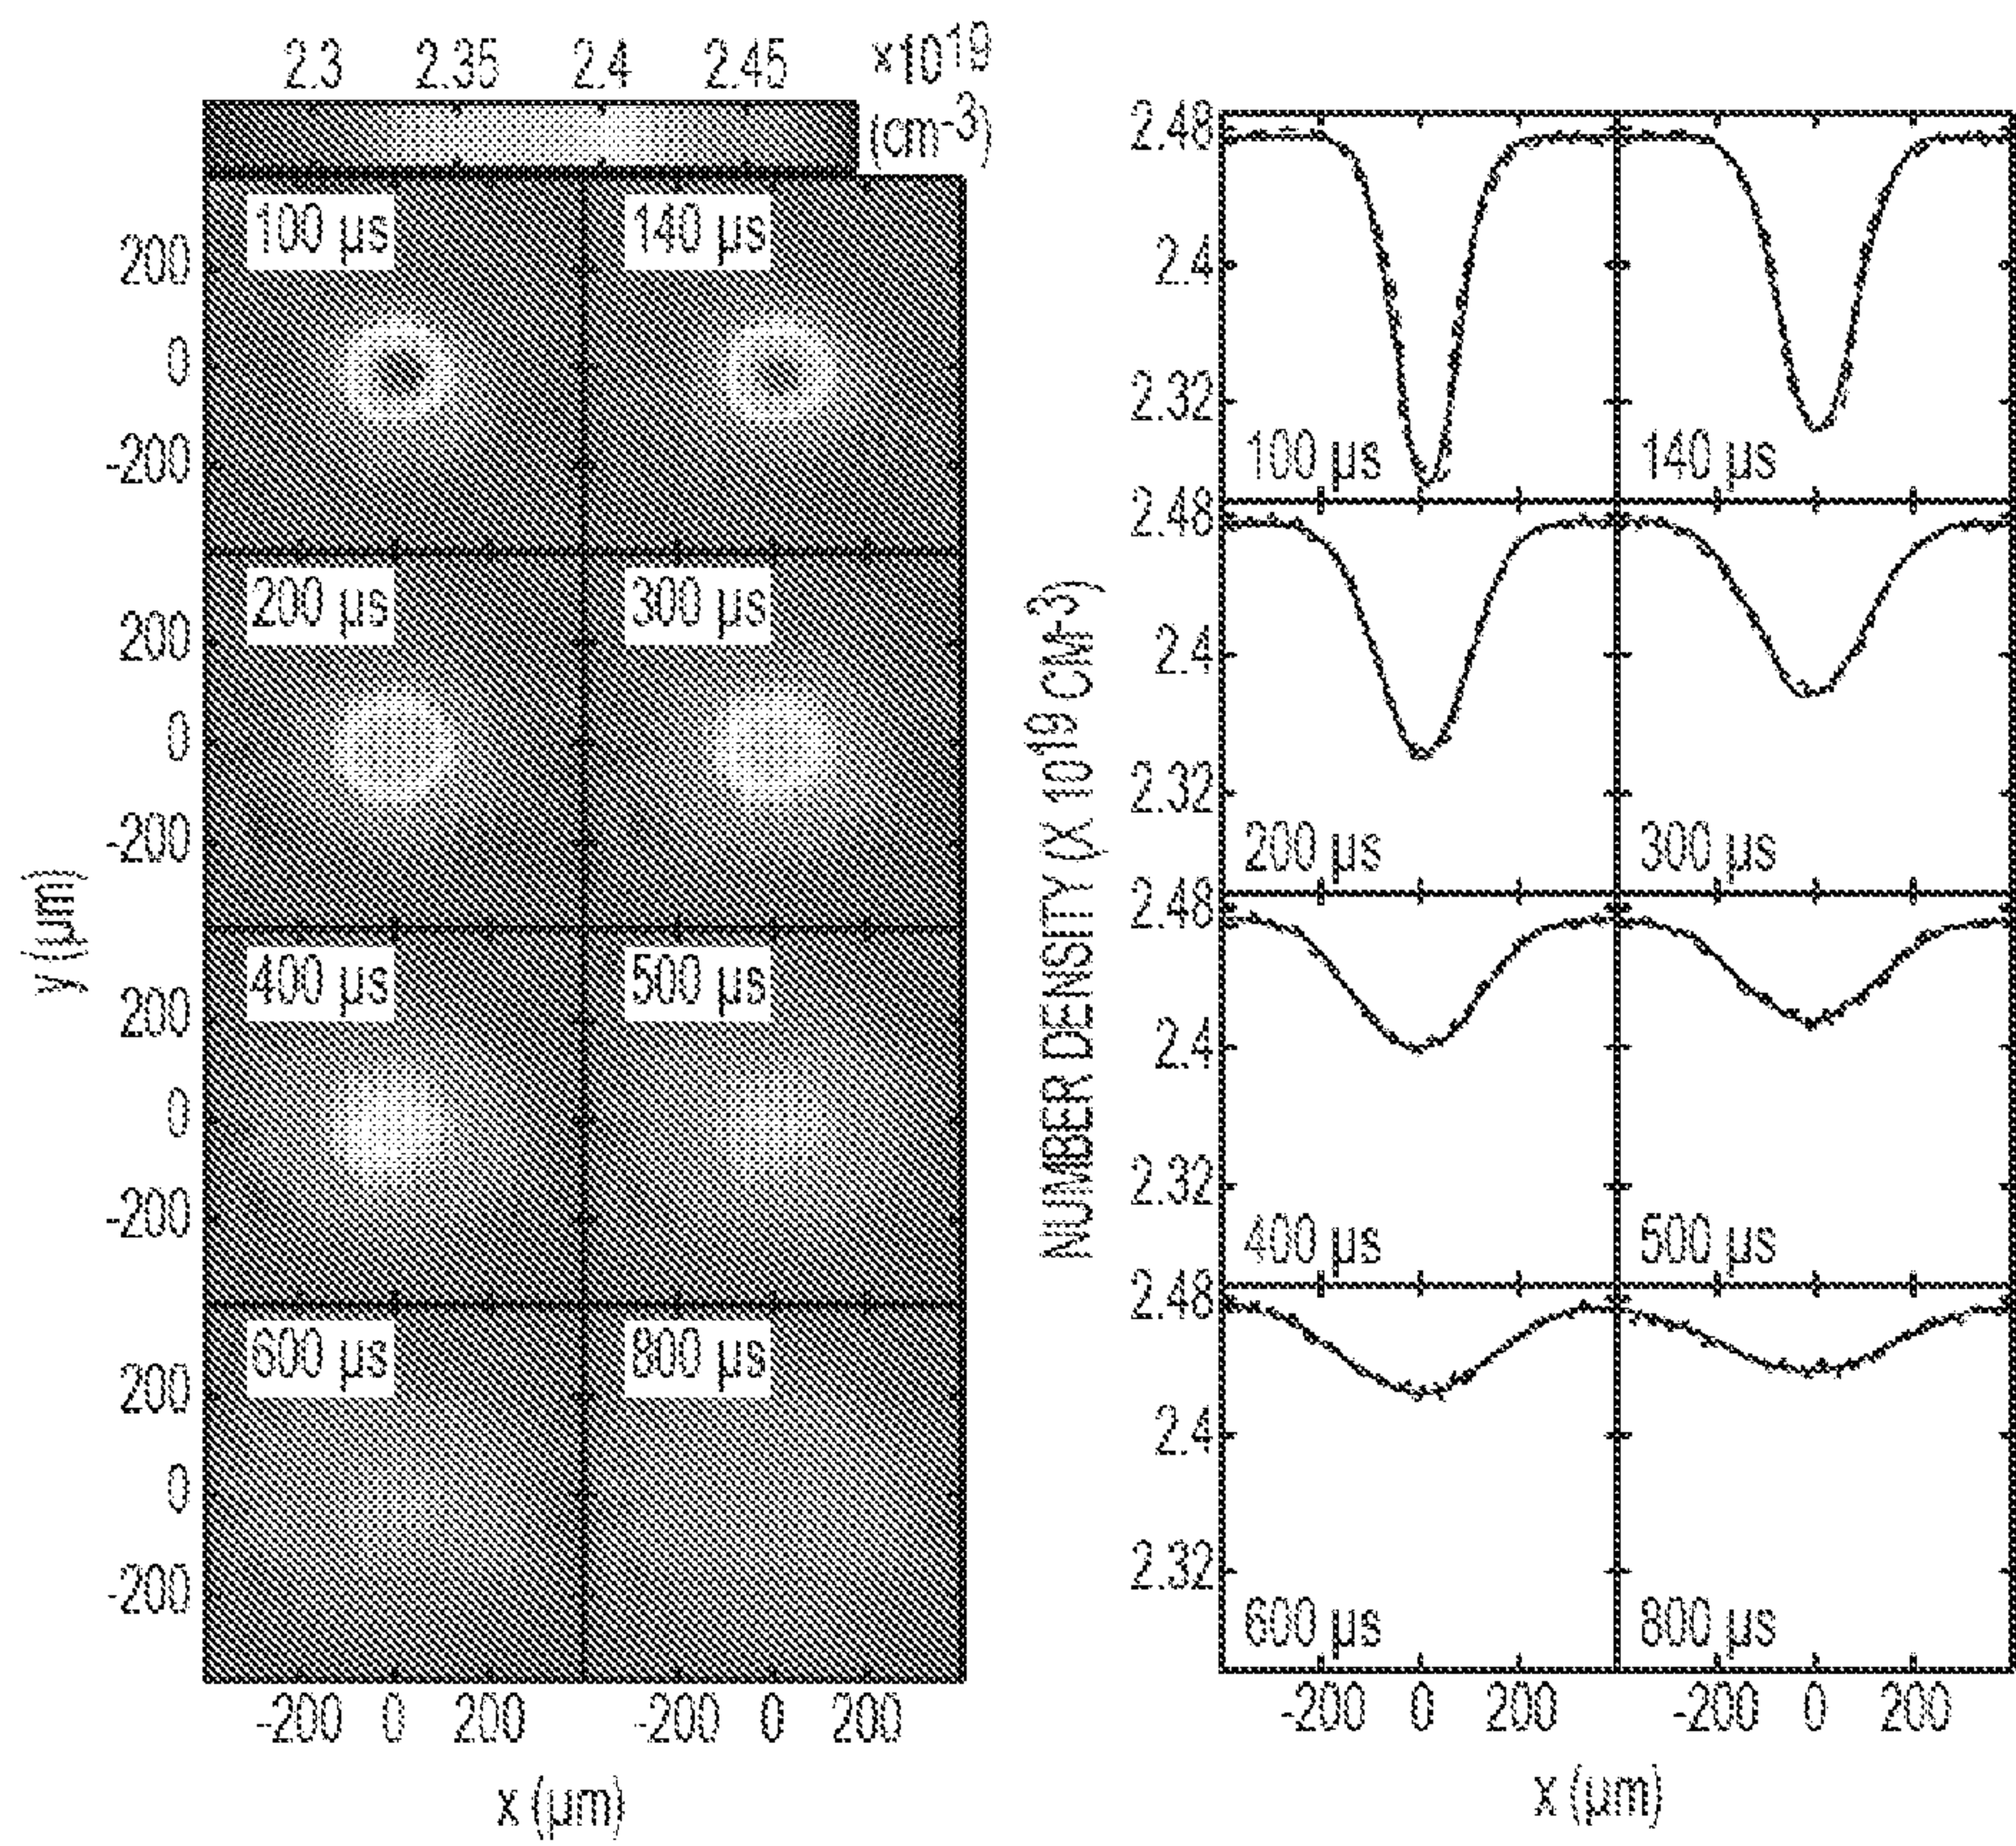 2.3 2.35 2.4 2.45 ×10^19
(cm^-3)
100 µs 140 µs
200
0
-200
200 µs 300 µs
200
0
-200
400 µs 500 µs
200
0
-200
600 µs 800 µs
200
0
-200
y (µm)
-200 0 200 -200 0 200
x (µm)
NUMBER DENSITY (X 10^19 CM^-3)
2.48
2.4
2.32
100 µs 140 µs
2.48
2.4
2.32
200 µs 300 µs
2.48
2.4
2.32
400 µs 500 µs
2.48
2.4
2.32
600 µs 800 µs
-200 0 200 -200 0 200
x (µm)